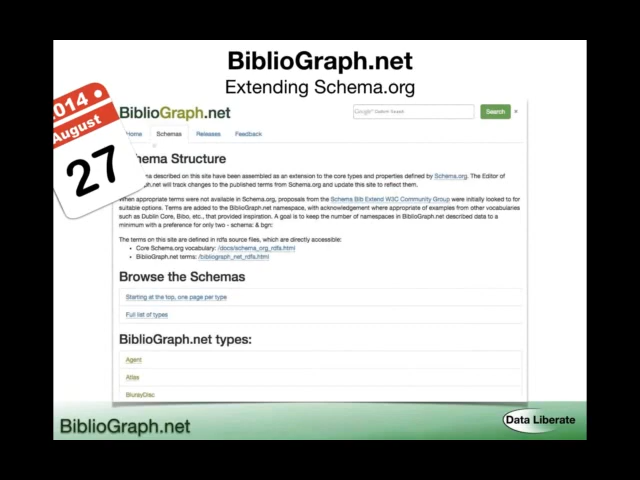 BiblioGraph.net
Extending Schema.org
2014
August
27
BiblioGraph.net
Search
Home
Schemas
Releases
Feedback
hema Structure
described on this site have been assembled as an extension to the core types and properties defined by Schema.org. The Editor of
ph.net will track changes to the published terms from Schema.org and update this site to reflect them.
When appropriate terms were not available in Schema.org, proposals from the Schema Bib Extend W3C Community Group were initially looked to for
suitable options. Terms are added to the BiblioGraph.net namespace, with acknowledgement where appropriate of examples from other vocabularies
such as Dublin Core, Bibo, etc., that provided inspiration. A goal is to keep the number of namespaces in BiblioGraph.net described data to a
minimum with a preference for only two - schema: & bgn:
The terms on this site are defined in rdfa source files, which are directly accessible:
• Core Schema.org vocabulary: /docs/schema_org_rdfa.html
• BiblioGraph.net terms: /bibliograph_net_rdfa.html
Browse the Schemas
Starting at the top, one page per type
Full list of types
BiblioGraph.net types:
Agent
Atlas
BlurayDisc
BiblioGraph.net
Data Liberate